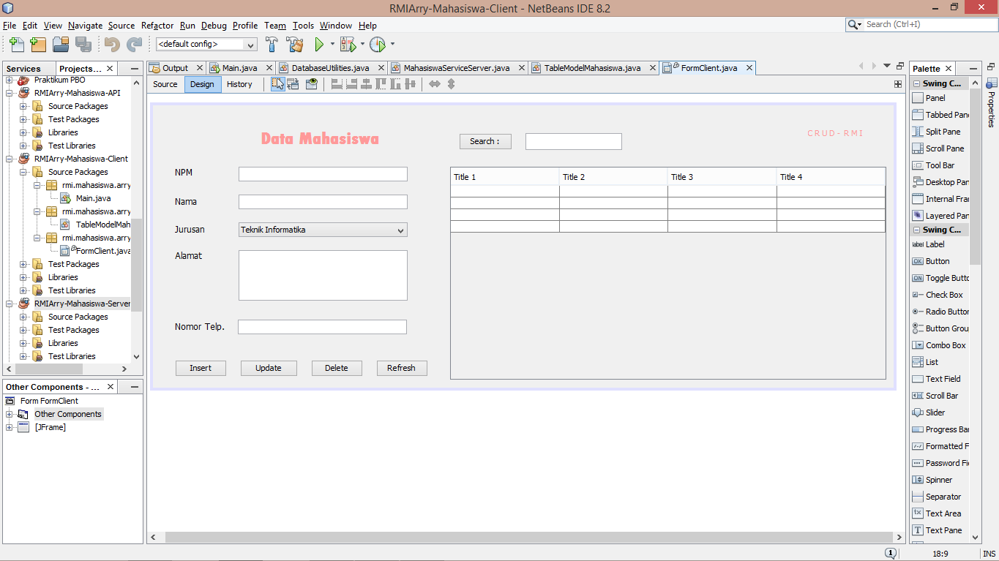 RMIArry-Mahasiswa-Client - NetBeans IDE 8.2
File Edit View Navigate Source Refactor Run Debug Profile Team Tools Window Help
Search (Ctrl+I)
<default config>
Services Projects...
Praktikum PBO
RMIArry-Mahasiswa-API
Source Packages
Test Packages
Libraries
Test Libraries
RMIArry-Mahasiswa-Client
Source Packages
rmi.mahasiswa.arry
Main.java
rmi.mahasiswa.arry
TableModelMah
rmi.mahasiswa.arry
FormClient.java
Test Packages
Libraries
Test Libraries
RMIArry-Mahasiswa-Server
Source Packages
Test Packages
Libraries
Test Libraries
Other Components - ...
Form FormClient
Other Components
[JFrame]
Output Main.java DatabaseUtilities.java MahasiswaServiceServer.java TableModelMahasiswa.java FormClient.java
Source Design History
Data Mahasiswa
Search :
CRUD-RMI
NPM
Nama
Jurusan
Teknik Informatika
Alamat
Nomor Telp.
Insert Update Delete Refresh
Title 1 Title 2 Title 3 Title 4
Palette
Swing C...
Panel
Tabbed Pan
Split Pane
Scroll Pane
Tool Bar
Desktop Pan
Internal Fra
Layered Pan
Swing C...
label Label
OK Button
ON Toggle Butto
Check Box
Radio Button
Button Grou
Combo Box
List
Text Field
Scroll Bar
Slider
Progress Bar
Formatted F
Password Fie
Spinner
Separator
Text Area
Text Pane
Properties
1
18:9
INS